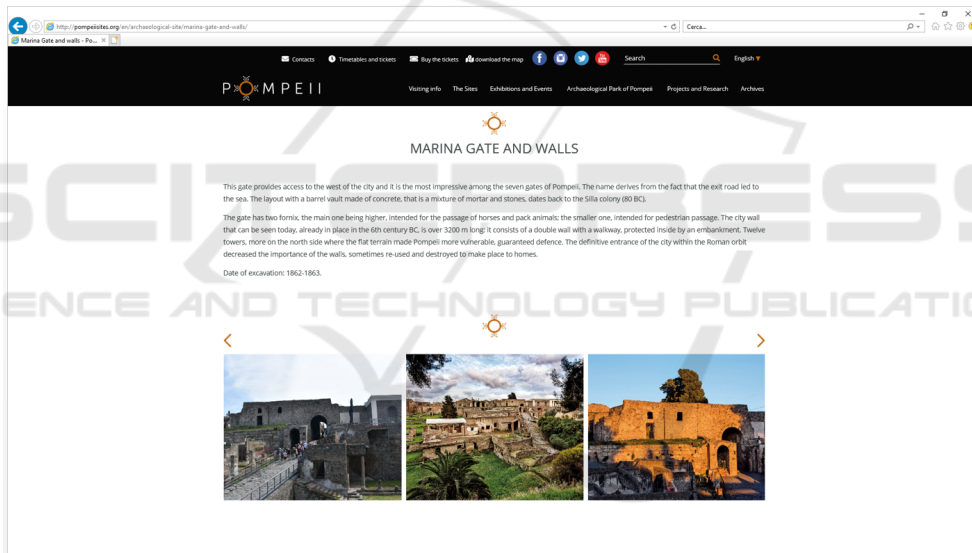 http://pompeiisites.org/en/archaeological-site/marina-gate-and-walls/
Cerca...
Marina Gate and walls - Po...
Contacts
Timetables and tickets
Buy the tickets
download the map
Search
English
POMPEII
Visiting info
The Sites
Exhibitions and Events
Archaeological Park of Pompeii
Projects and Research
Archives
MARINA GATE AND WALLS
This gate provides access to the west of the city and it is the most impressive among the seven gates of Pompeii. The name derives from the fact that the exit road led to
the sea. The layout with a barrel vault made of concrete, that is a mixture of mortar and stones, dates back to the Silla colony (80 BC).
The gate has two fornix, the main one being higher, intended for the passage of horses and pack animals; the smaller one, intended for pedestrian passage. The city wall
that can be seen today, already in place in the 6th century BC, is over 3200 m long: it consists of a double wall with a walkway, protected inside by an embankment. Twelve
towers, more on the north side where the flat terrain made Pompeii more vulnerable, guaranteed defence. The definitive entrance of the city within the Roman orbit
decreased the importance of the walls, sometimes re-used and destroyed to make place to homes.
Date of excavation: 1862-1863.
SCITEPRESS
ENCE AND TECHNOLOGY PUBLICATIO